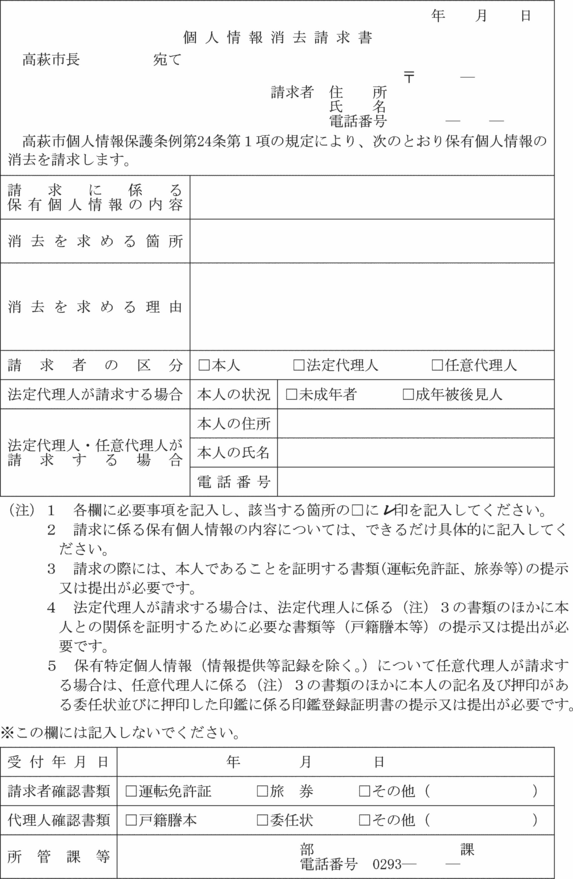 年　月　日
個人情報消去請求書
高萩市長　　　宛て
〒　　―
請求者　住　所
氏　名
電話番号　　―　―
高萩市個人情報保護条例第24条第１項の規定により、次のとおり保有個人情報の
消去を請求します。
請求に係る
保有個人情報の内容
消去を求める箇所
消去を求める理由
請求者の区分　□本人　□法定代理人　□任意代理人
法定代理人が請求する場合　本人の状況　□未成年者　□成年被後見人
法定代理人・任意代理人が
請求する場合
本人の住所
本人の氏名
電話番号
（注）１　各欄に必要事項を記入し、該当する箇所の□に✓印を記入してください。
２　請求に係る保有個人情報の内容については、できるだけ具体的に記入してく
ださい。
３　請求の際には、本人であることを証明する書類(運転免許証、旅券等)の提示
又は提出が必要です。
４　法定代理人が請求する場合は、法定代理人に係る（注）３の書類のほかに本
人との関係を証明するために必要な書類等（戸籍謄本等）の提示又は提出が必
要です。
５　保有特定個人情報（情報提供等記録を除く。）について任意代理人が請求す
る場合は、任意代理人に係る（注）３の書類のほかに本人の記名及び押印があ
る委任状並びに押印した印鑑に係る印鑑登録証明書の提示又は提出が必要です。
※この欄には記入しないでください。
受付年月日　年　月　日
請求者確認書類　□運転免許証　□旅　券　□その他（　　　　）
代理人確認書類　□戸籍謄本　□委任状　□その他（　　　　）
所管課等　部　課
電話番号　0293―　―